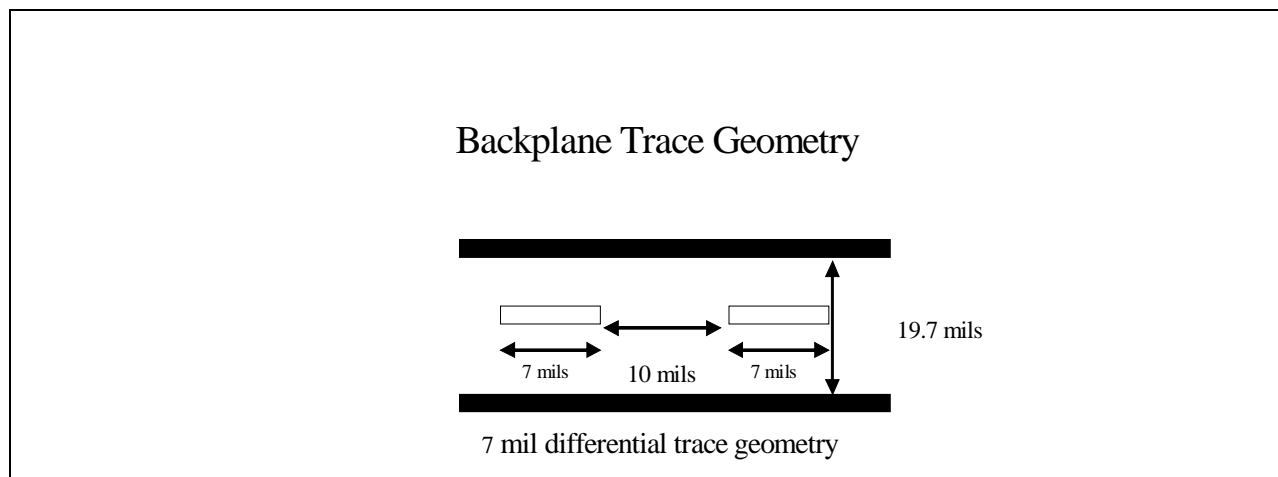 Backplane Trace Geometry
19.7 mils
7 mils
10 mils
7 mils
7 mil differential trace geometry